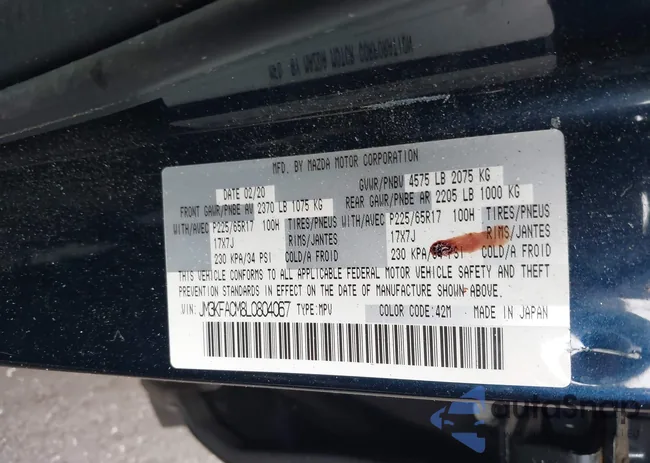 MFD. BY MAZDA MOTOR CORPORATION
DATE 02/20 GVWR/PNBV 4575 LB 2075 KG
FRONT GAWR/PNBE AV 2370 LB 1075 KG REAR GAWR/PNBE AR 2205 LB 1000 KG
WITH/AVEC P225/65R17 100H TIRES/PNEUS WITH/AVEC P225/65R17 100H TIRES/PNEUS
17X7J RIMS/JANTES 17X7J RIMS/JANTES
230 KPA/34 PSI COLD/A FROID 230 KPA/ PSI COLD/A FROID
THIS VEHICLE CONFORMS TO ALL APPLICABLE FEDERAL MOTOR VEHICLE SAFETY AND THEFT
PREVENTION STANDARDS IN EFFECT ON THE DATE OF MANUFACTURE SHOWN ABOVE.
VIN: JM3KFACM8L0804067 TYPE: MPV COLOR CODE: 42M MADE IN JAPAN
AutoSnap